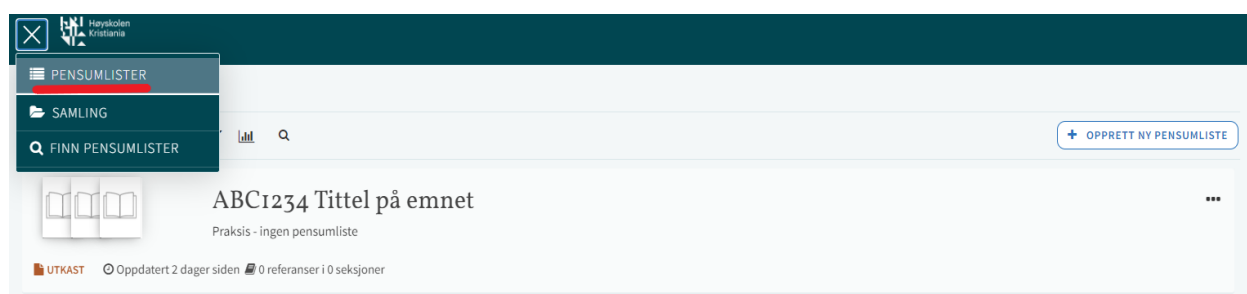 Høyskolen
Kristiania
PENSUMLISTER
SAMLING
FINN PENSUMLISTER
+ OPPRETT NY PENSUMLISTE
ABC1234 Tittel på emnet
Praksis - ingen pensumliste
UTKAST Oppdatert 2 dager siden 0 referanser i 0 seksjoner